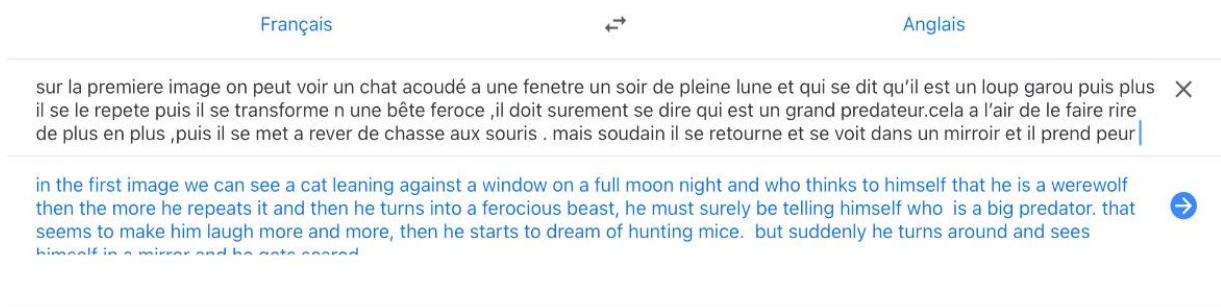 Français Anglais
sur la premiere image on peut voir un chat acoudé a une fenetre un soir de pleine lune et qui se dit qu’il est un loup garou puis plus
il se le repete puis il se transforme n une bête feroce ,il doit surement se dire qui est un grand predateur.cela a l’air de le faire rire
de plus en plus ,puis il se met a rever de chasse aux souris . mais soudain il se retourne et se voit dans un mirroir et il prend peur
in the first image we can see a cat leaning against a window on a full moon night and who thinks to himself that he is a werewolf
then the more he repeats it and then he turns into a ferocious beast, he must surely be telling himself who  is a big predator. that
seems to make him laugh more and more, then he starts to dream of hunting mice.  but suddenly he turns around and sees
himself in a mirror and he gets scared